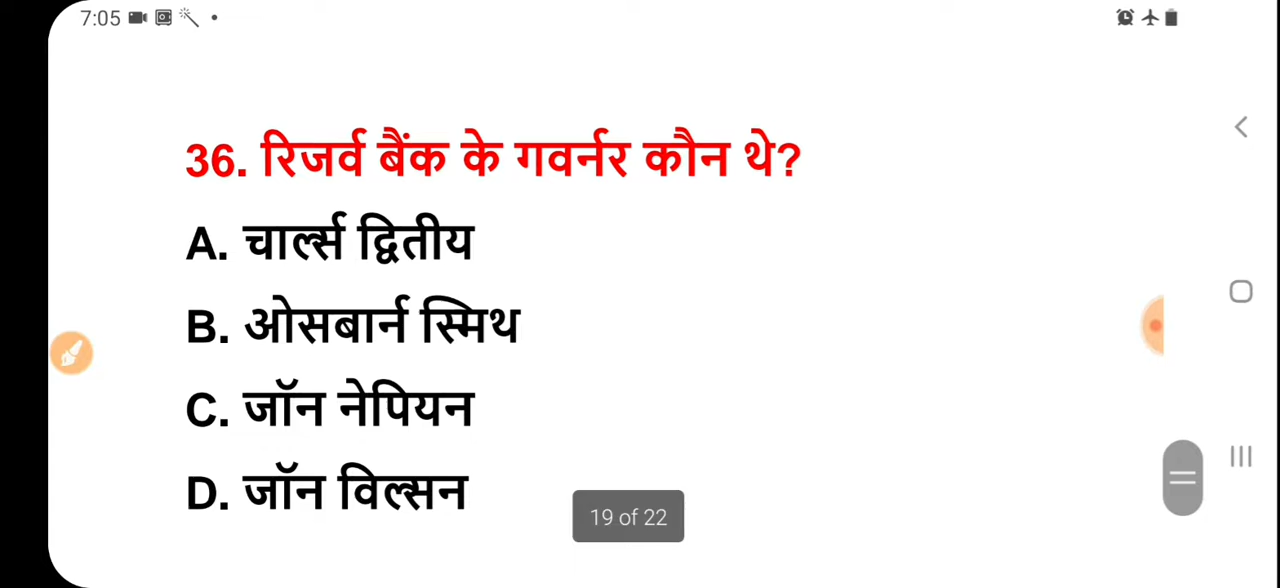 7:05
36. रिजर्व बैंक के गवर्नर कौन थे?
A. चार्ल्स द्वितीय
B. ओसबार्न स्मिथ
C. जॉन नेपियन
D. जॉन विल्सन
19 of 22